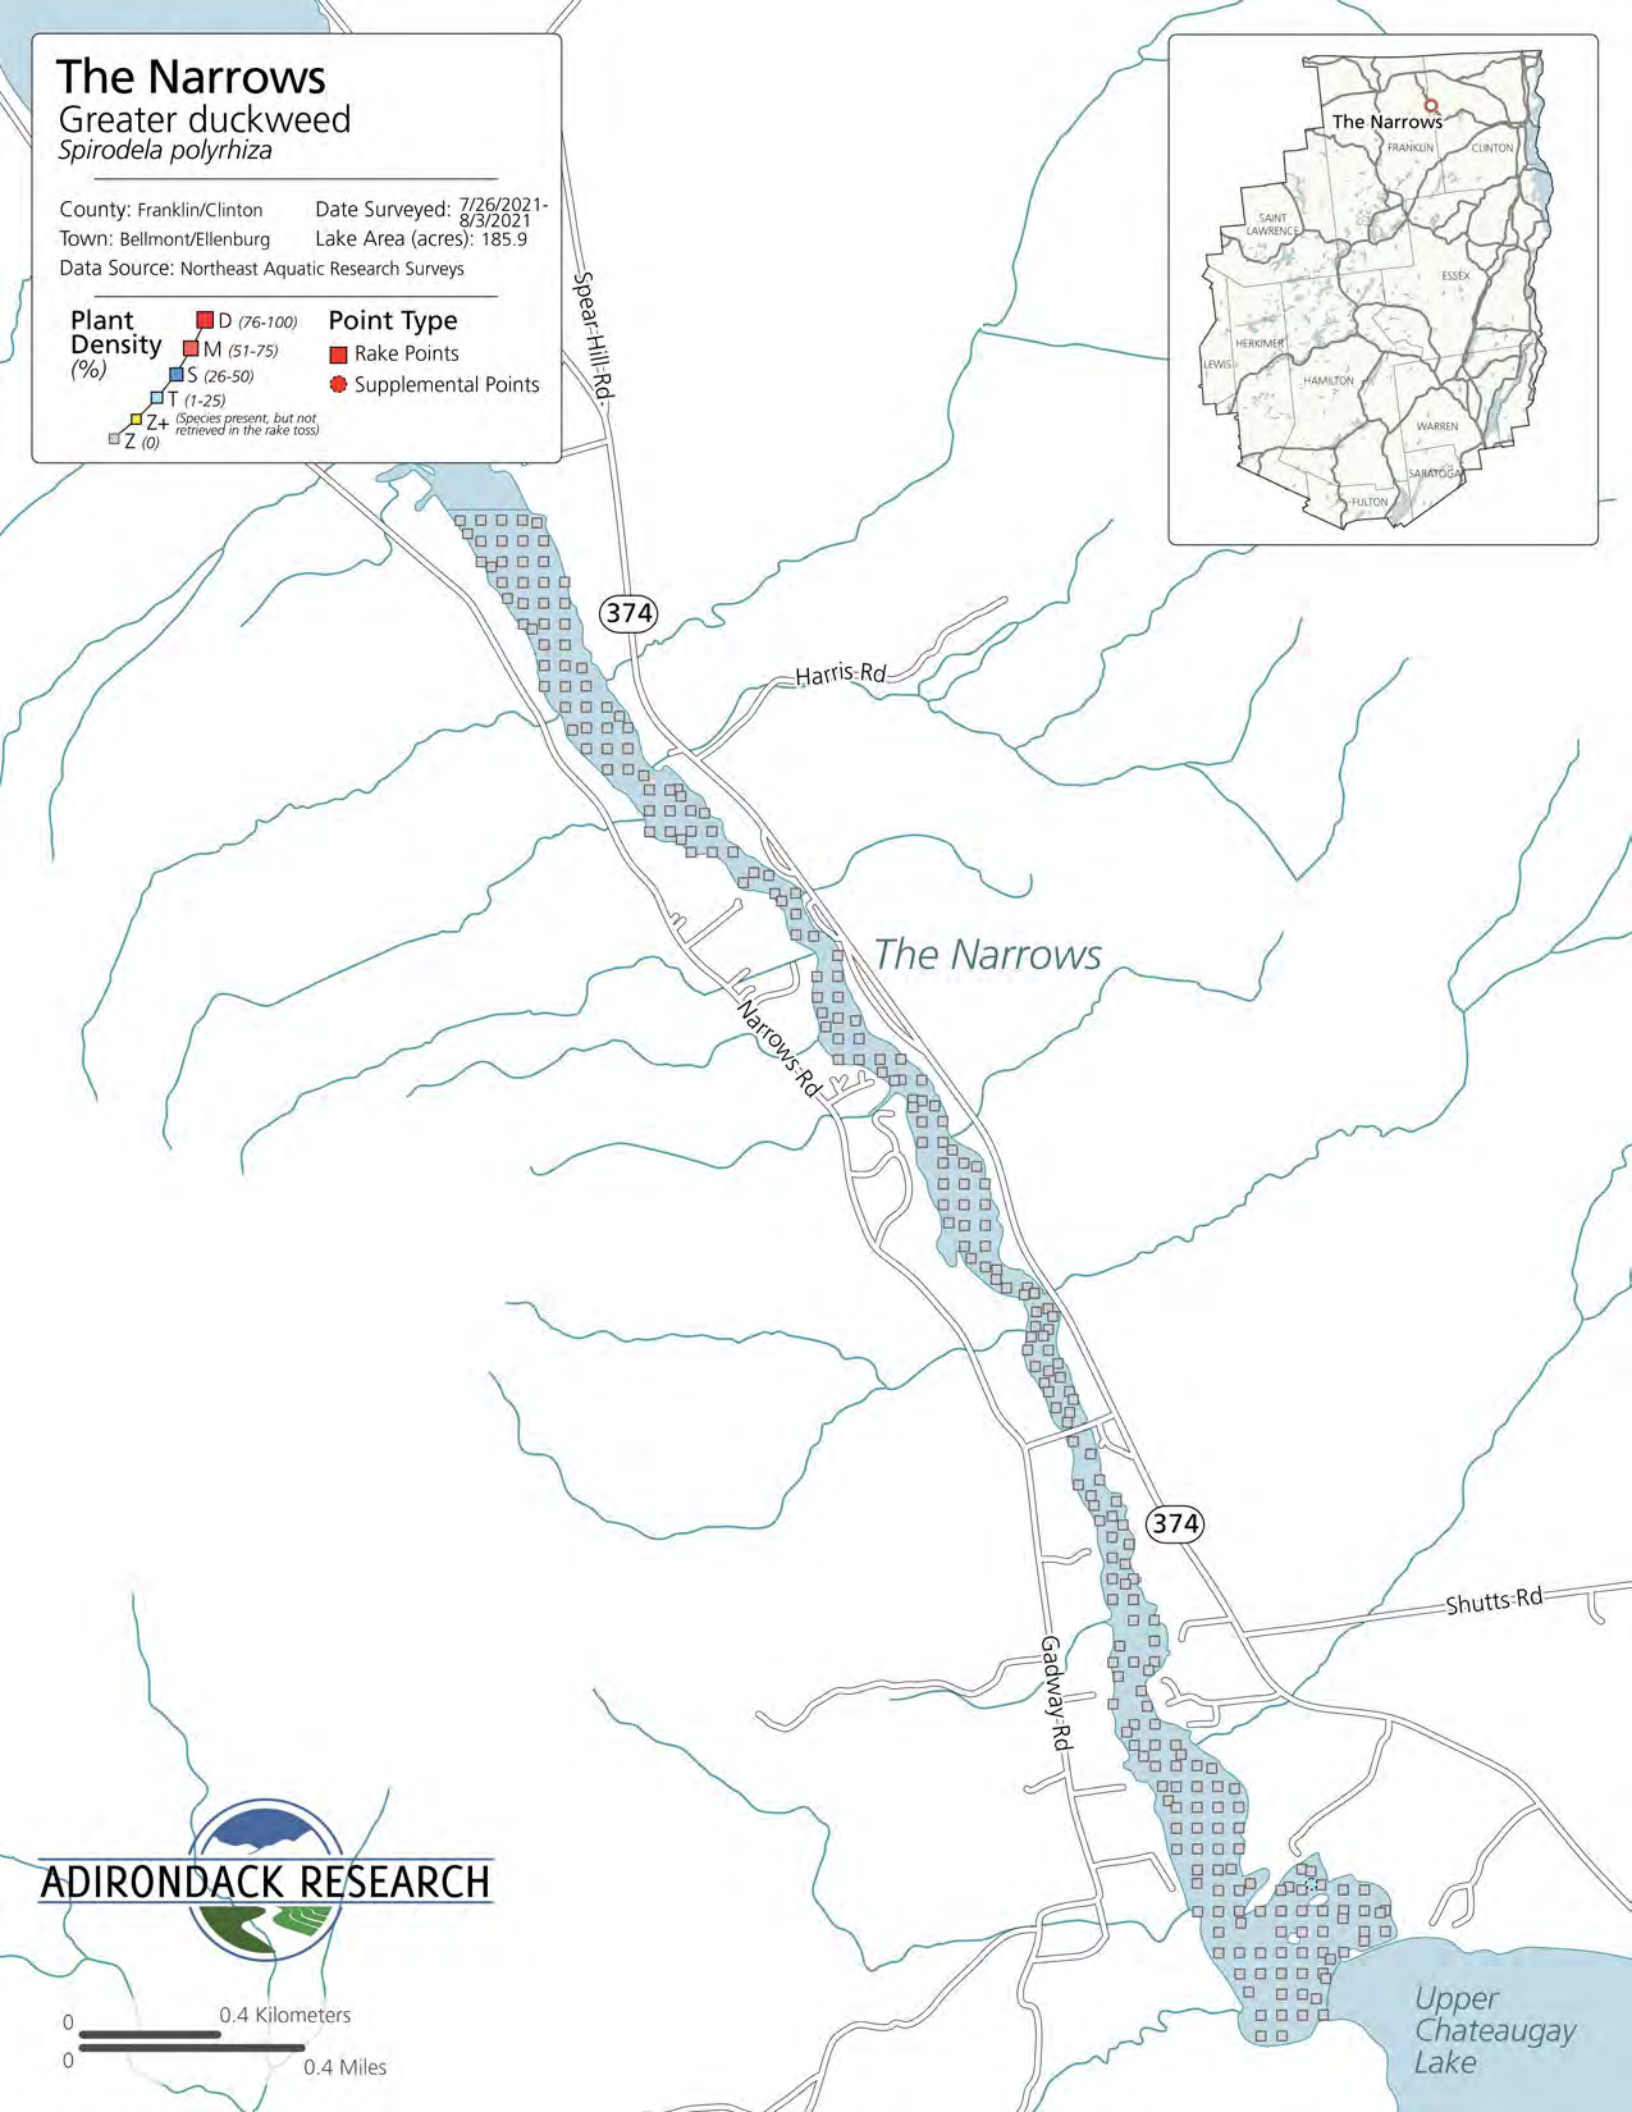 The Narrows
Greater duckweed
Spirodela polyrhiza
County: Franklin/Clinton
Date Surveyed: 7/26/2021-
8/3/2021
Town: Bellmont/Ellenburg
Lake Area (acres): 185.9
Data Source: Northeast Aquatic Research Surveys
Plant
Density
(%)
D (76-100)
M (51-75)
S (26-50)
T (1-25)
Z+ (Species present, but not
retrieved in the rake toss)
Z (0)
Point Type
Rake Points
Supplemental Points
The Narrows
FRANKLIN
CLINTON
SAINT
LAWRENCE
ESSEX
HERKIMER
LEWIS
HAMILTON
WARREN
SARATOGA
FULTON
Spear-Hill-Rd-
374
Harris-Rd
The Narrows
Narrows-Rd
374
Shutts-Rd
Gadway-Rd
ADIRONDACK RESEARCH
0
0.4 Kilometers
0
0.4 Miles
Upper
Chateaugay
Lake